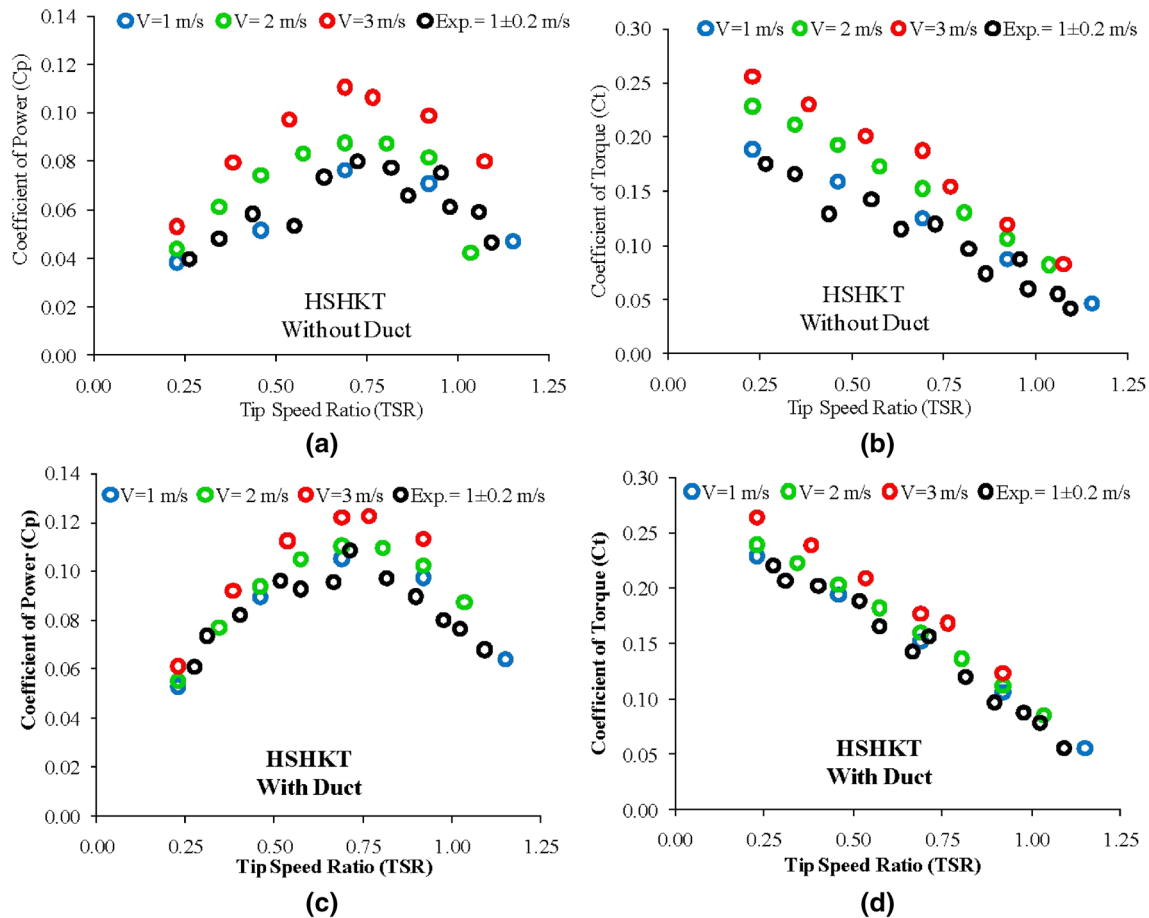 0.14
V=1 m/s V= 2 m/s V=3 m/s Exp.= 1±0.2 m/s
0.12
0.10
0.08
0.06
0.04
0.02
0.00
Coefficient of Power (Cp)
HSHKT
Without Duct
0.00 0.25 0.50 0.75 1.00 1.25
Tip Speed Ratio (TSR)
(a)
V=1 m/s V= 2 m/s V=3 m/s Exp.= 1±0.2 m/s
0.30
0.25
0.20
0.15
0.10
0.05
0.00
Coefficient of Torque (Ct)
HSHKT
Without Duct
0.00 0.25 0.50 0.75 1.00 1.25
Tip Speed Ratio (TSR)
(b)
0.14
V=1 m/s V= 2 m/s V=3 m/s Exp.= 1±0.2 m/s
0.12
0.10
0.08
0.06
0.04
0.02
0.00
Coefficient of Power (Cp)
HSHKT
With Duct
0.00 0.25 0.50 0.75 1.00 1.25
Tip Speed Ratio (TSR)
(c)
0.30
V=1 m/s V= 2 m/s V=3 m/s Exp.= 1±0.2 m/s
0.25
0.20
0.15
0.10
0.05
0.00
Coefficient of Torque (Ct)
HSHKT
With Duct
0.00 0.25 0.50 0.75 1.00 1.25
Tip Speed Ratio (TSR)
(d)